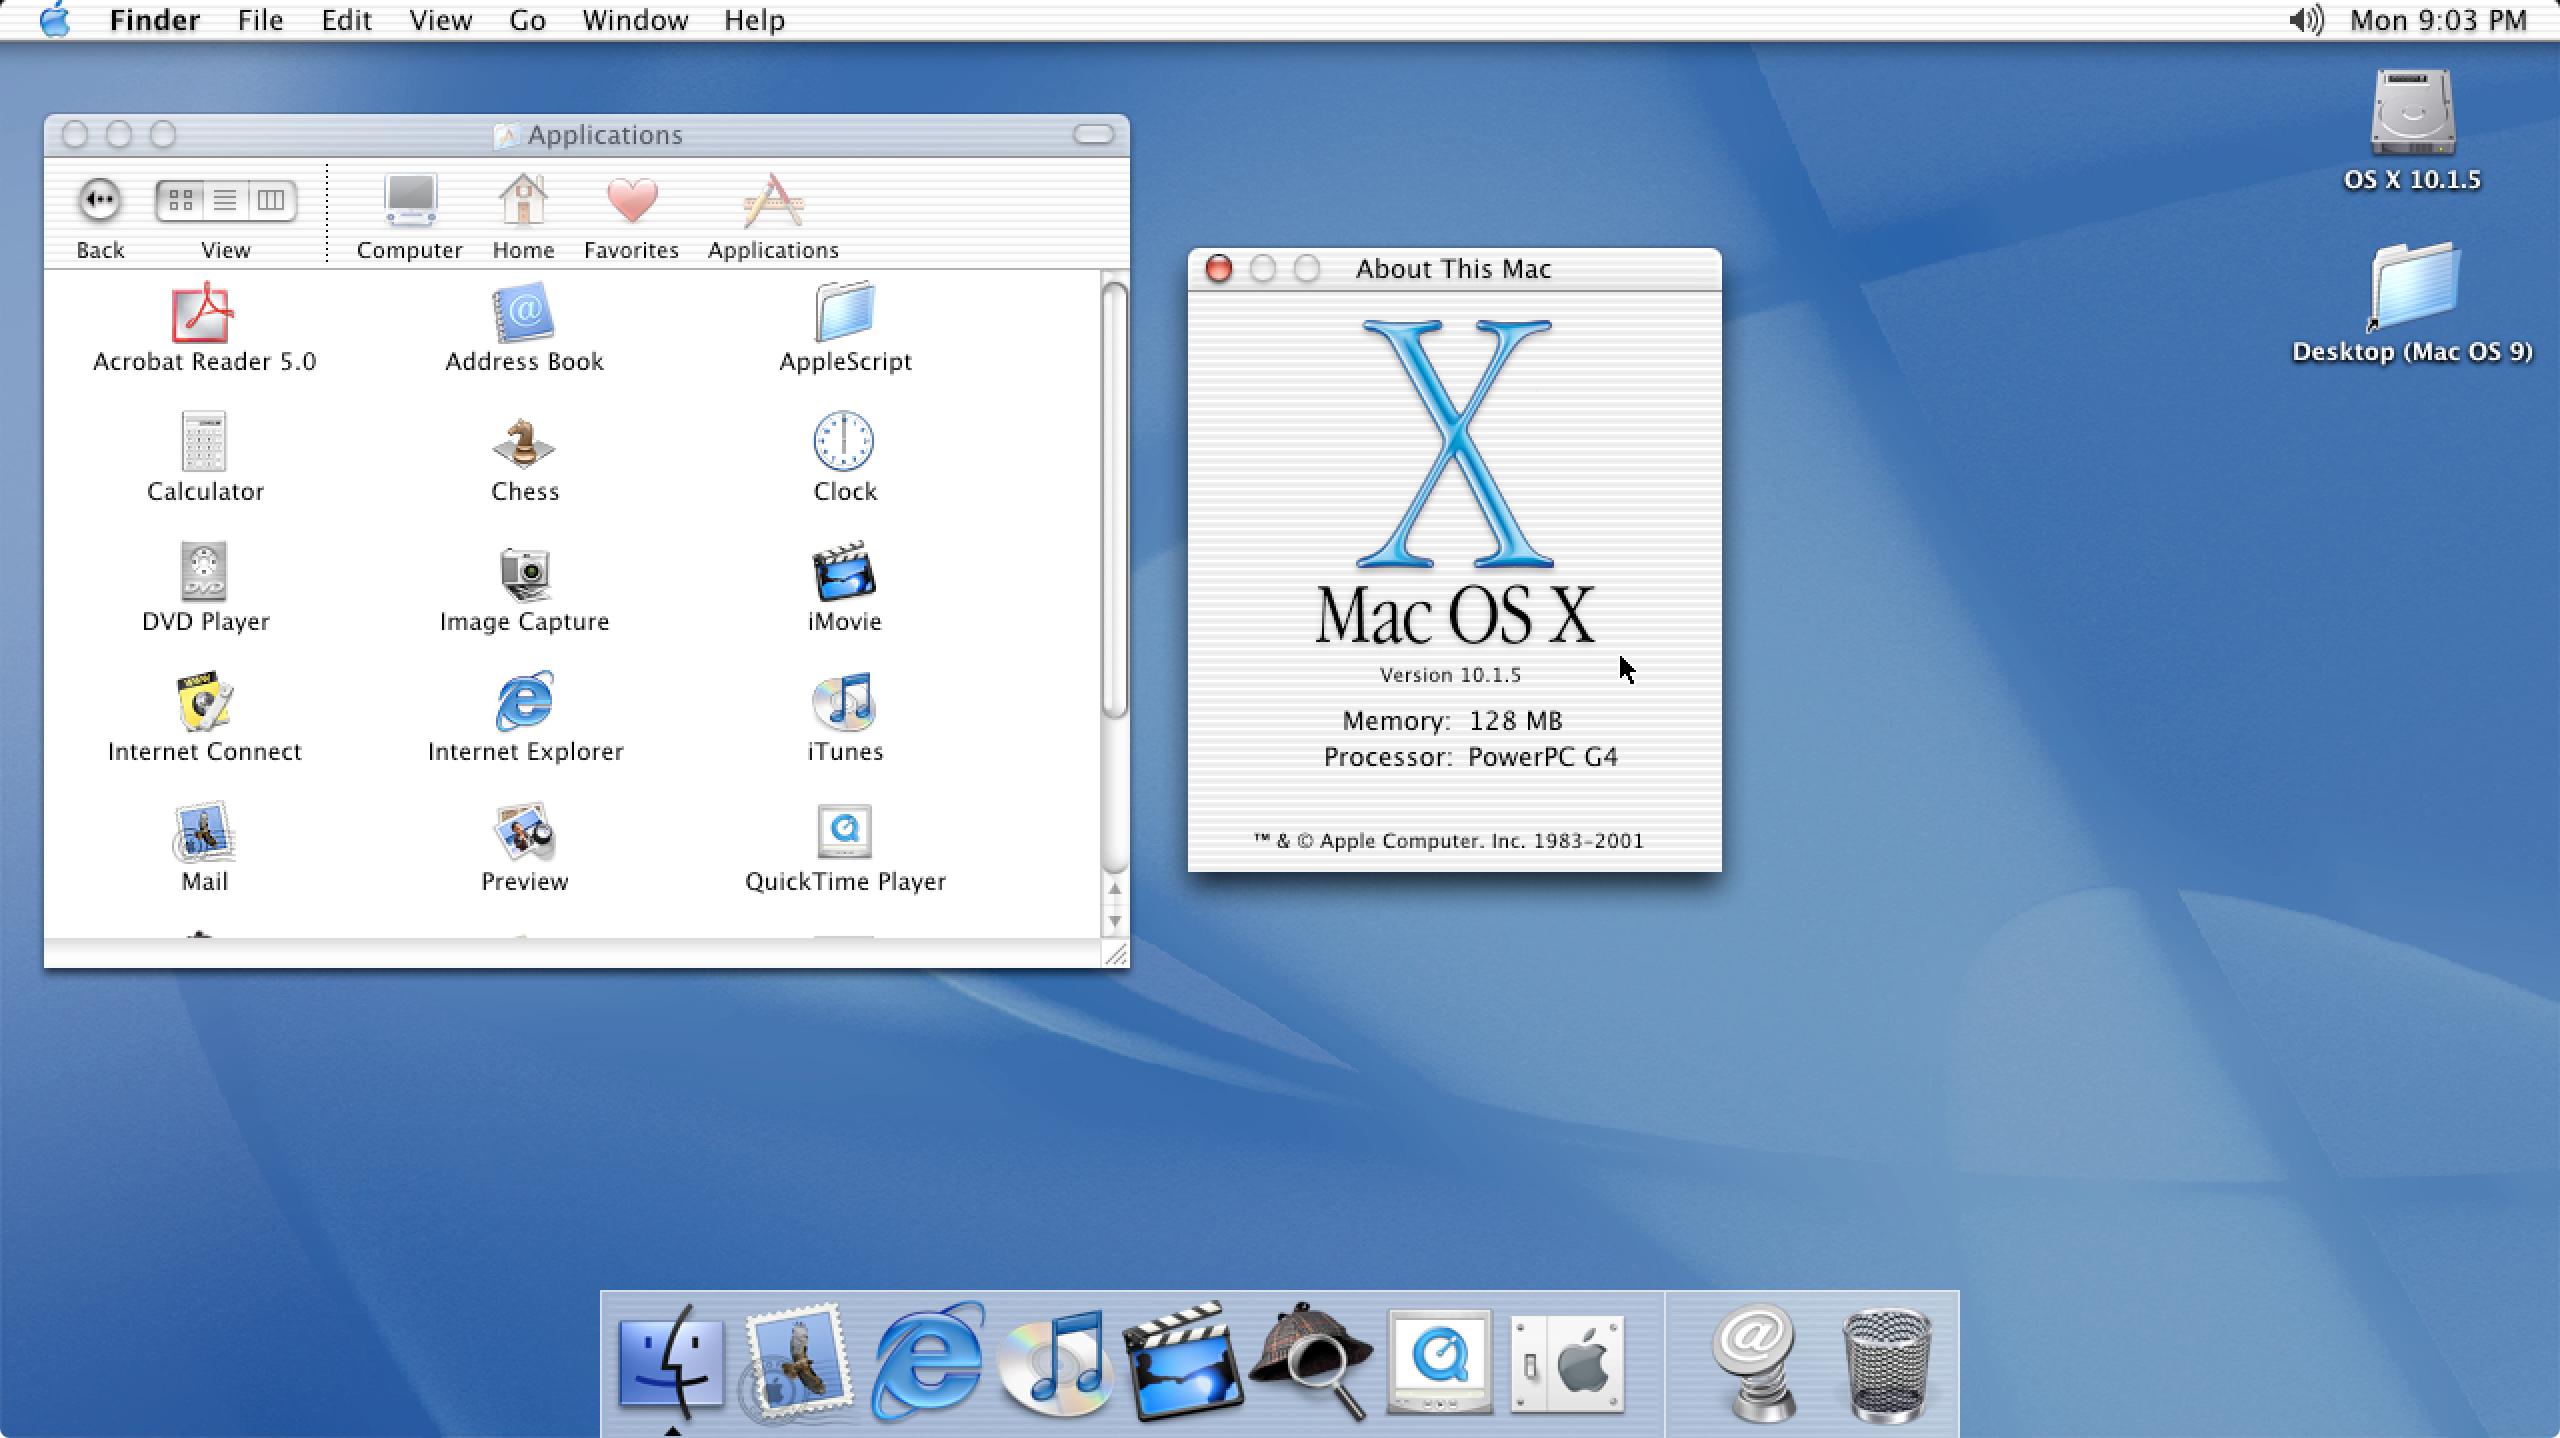 Finder File Edit View Go Window Help
Mon 9:03 PM
Applications
Back View Computer Home Favorites Applications
Acrobat Reader 5.0 Address Book AppleScript
Calculator Chess Clock
DVD Player Image Capture iMovie
Internet Connect Internet Explorer iTunes
Mail Preview QuickTime Player
About This Mac
X
Mac OS X
Version 10.1.5
Memory: 128 MB
Processor: PowerPC G4
™ & © Apple Computer. Inc. 1983-2001
OS X 10.1.5
Desktop (Mac OS 9)